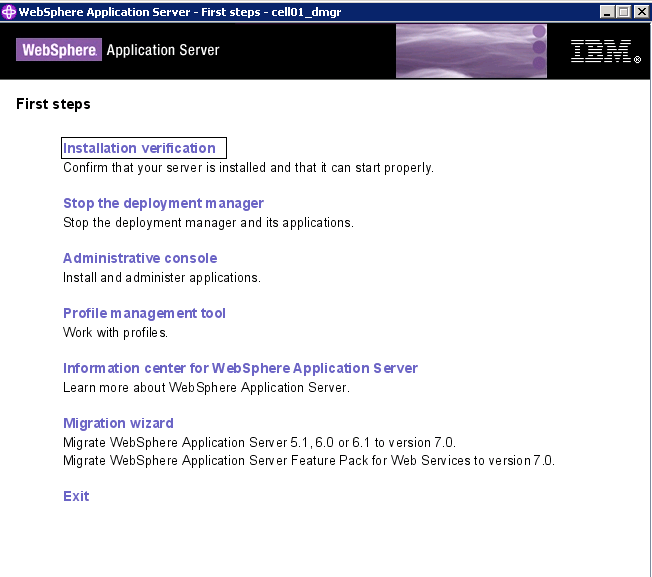 WebSphere Application Server - First steps - cell01_dmgr
WebSphere. Application Server
IBM®
First steps
Installation verification
Confirm that your server is installed and that it can start properly.
Stop the deployment manager
Stop the deployment manager and its applications.
Administrative console
Install and administer applications.
Profile management tool
Work with profiles.
Information center for WebSphere Application Server
Learn more about WebSphere Application Server.
Migration wizard
Migrate WebSphere Application Server 5.1, 6.0 or 6.1 to version 7.0.
Migrate WebSphere Application Server Feature Pack for Web Services to version 7.0.
Exit